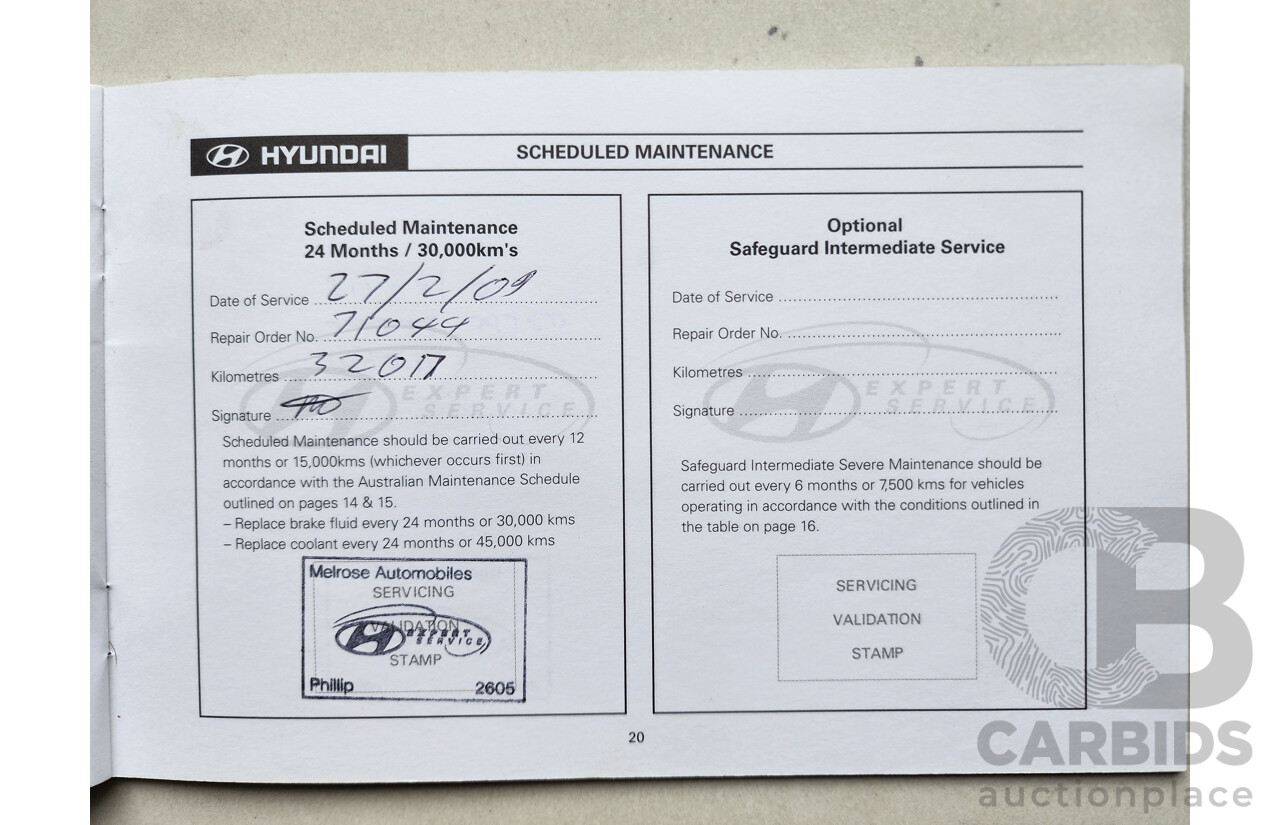 HYUNDAI
SCHEDULED MAINTENANCE
Scheduled Maintenance
24 Months / 30,000km's
Date of Service 27/2/09
Repair Order No. 71044
Kilometres 32017
Signature
EXPERT
SERVICE
Scheduled Maintenance should be carried out every 12
months or 15,000kms (whichever occurs first) in
accordance with the Australian Maintenance Schedule
outlined on pages 14 & 15.
– Replace brake fluid every 24 months or 30,000 kms
– Replace coolant every 24 months or 45,000 kms
Melrose Automobiles
SERVICING
VALIDATION
EXPERT
SERVICE
STAMP
Phillip 2605
Optional
Safeguard Intermediate Service
Date of Service
Repair Order No.
Kilometres
Signature
EXPERT
SERVICE
Safeguard Intermediate Severe Maintenance should be
carried out every 6 months or 7,500 kms for vehicles
operating in accordance with the conditions outlined in
the table on page 16.
SERVICING
VALIDATION
STAMP
20
CB
CARBIDS
auctionplace